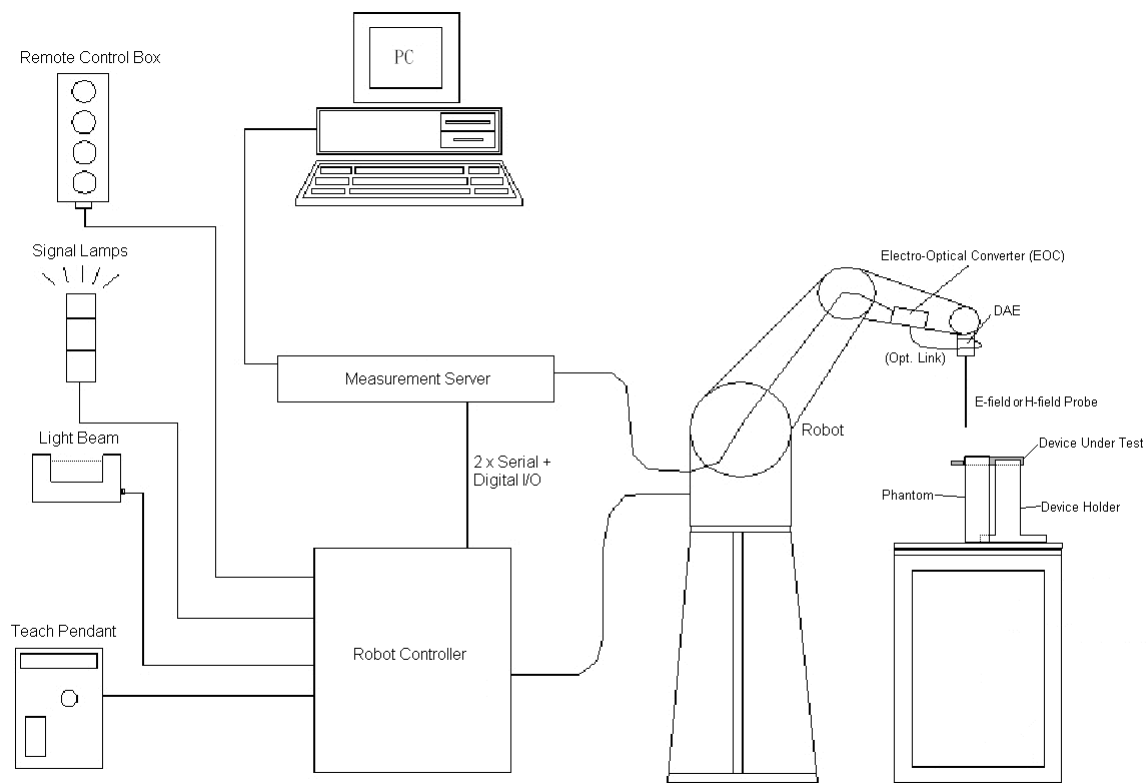 Remote Control Box
PC
Signal Lamps
Electro-Optical Converter (EOC)
DAE
(Opt. Link)
Measurement Server
E-field or H-field Probe
Light Beam
Robot
2 x Serial +
Digital I/O
Device Under Test
Phantom
Device Holder
Teach Pendant
Robot Controller